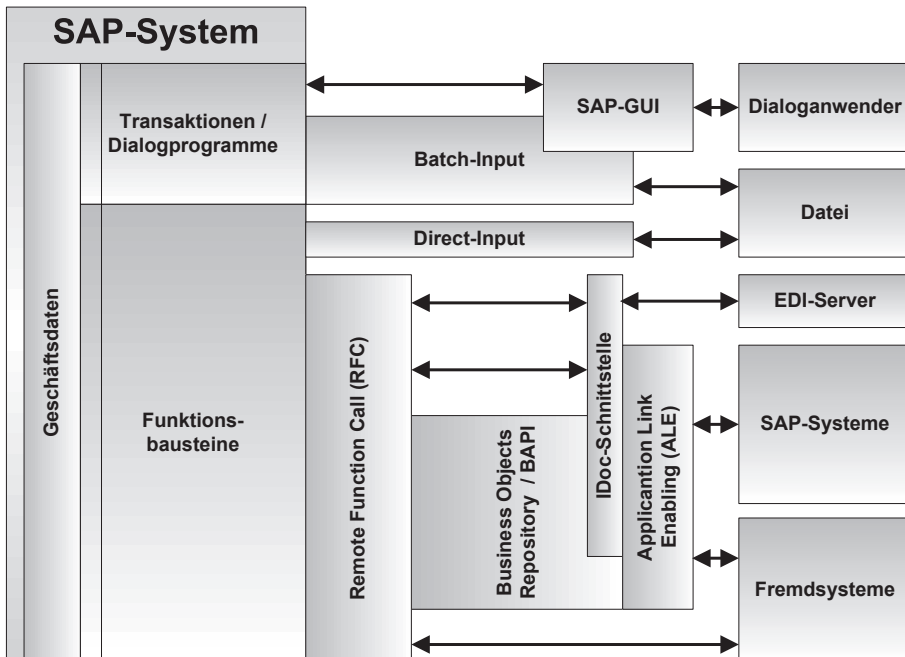 SAP-System
Geschäftsdaten
Transaktionen /
Dialogprogramme
SAP-GUI
Dialoganwender
Batch-Input
Datei
Direct-Input
Funktions-
bausteine
Remote Function Call (RFC)
Business Objects
Repository / BAPI
IDoc-Schnittstelle
Applicantion Link
Enabling (ALE)
EDI-Server
SAP-Systeme
Fremdsysteme